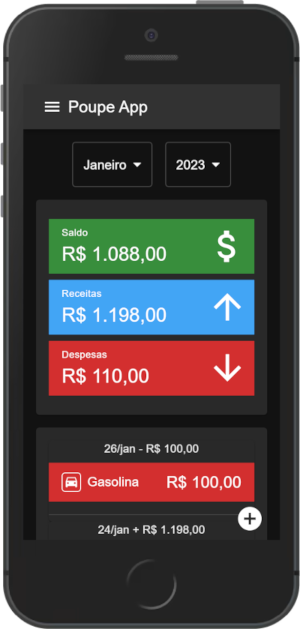 Poupe App
Janeiro 2023
Saldo
R$ 1.088,00
Receitas
R$ 1.198,00
Despesas
R$ 110,00
26/jan - R$ 100,00
Gasolina R$ 100,00
24/jan + R$ 1.198,00